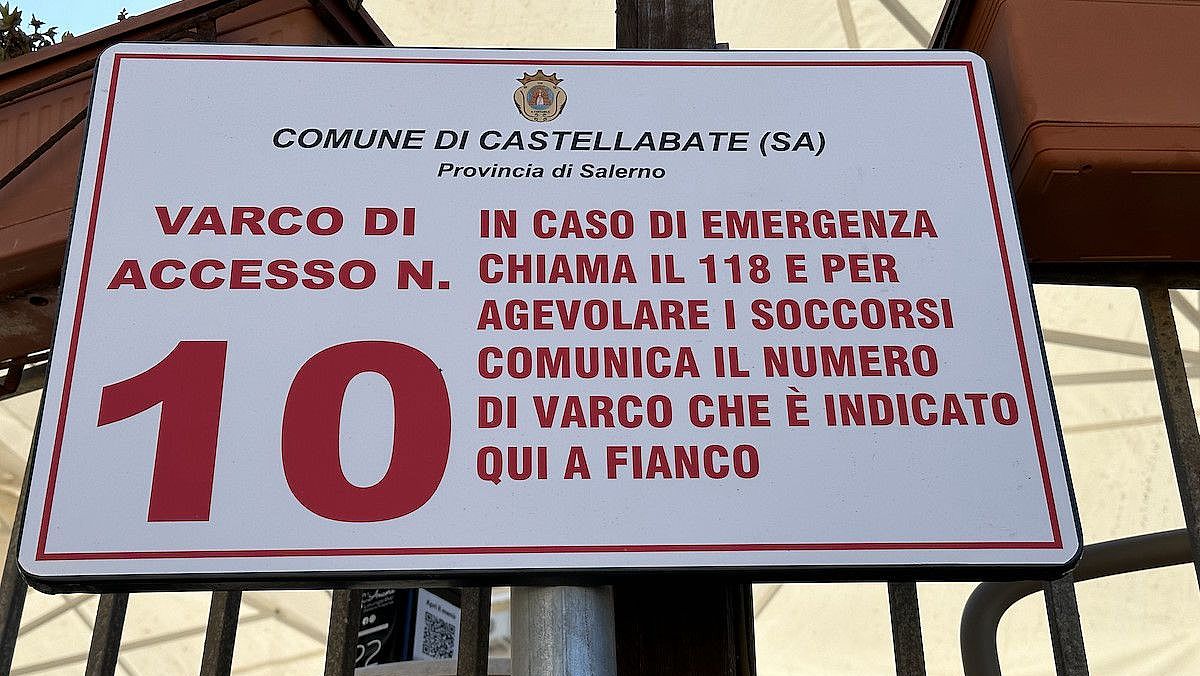 COMUNE DI CASTELLABATE (SA)
Provincia di Salerno
VARCO DI
ACCESSO N.
10
IN CASO DI EMERGENZA
CHIAMA IL 118 E PER
AGEVOLARE I SOCCORSI
COMUNICA IL NUMERO
DI VARCO CHE È INDICATO
QUI A FIANCO